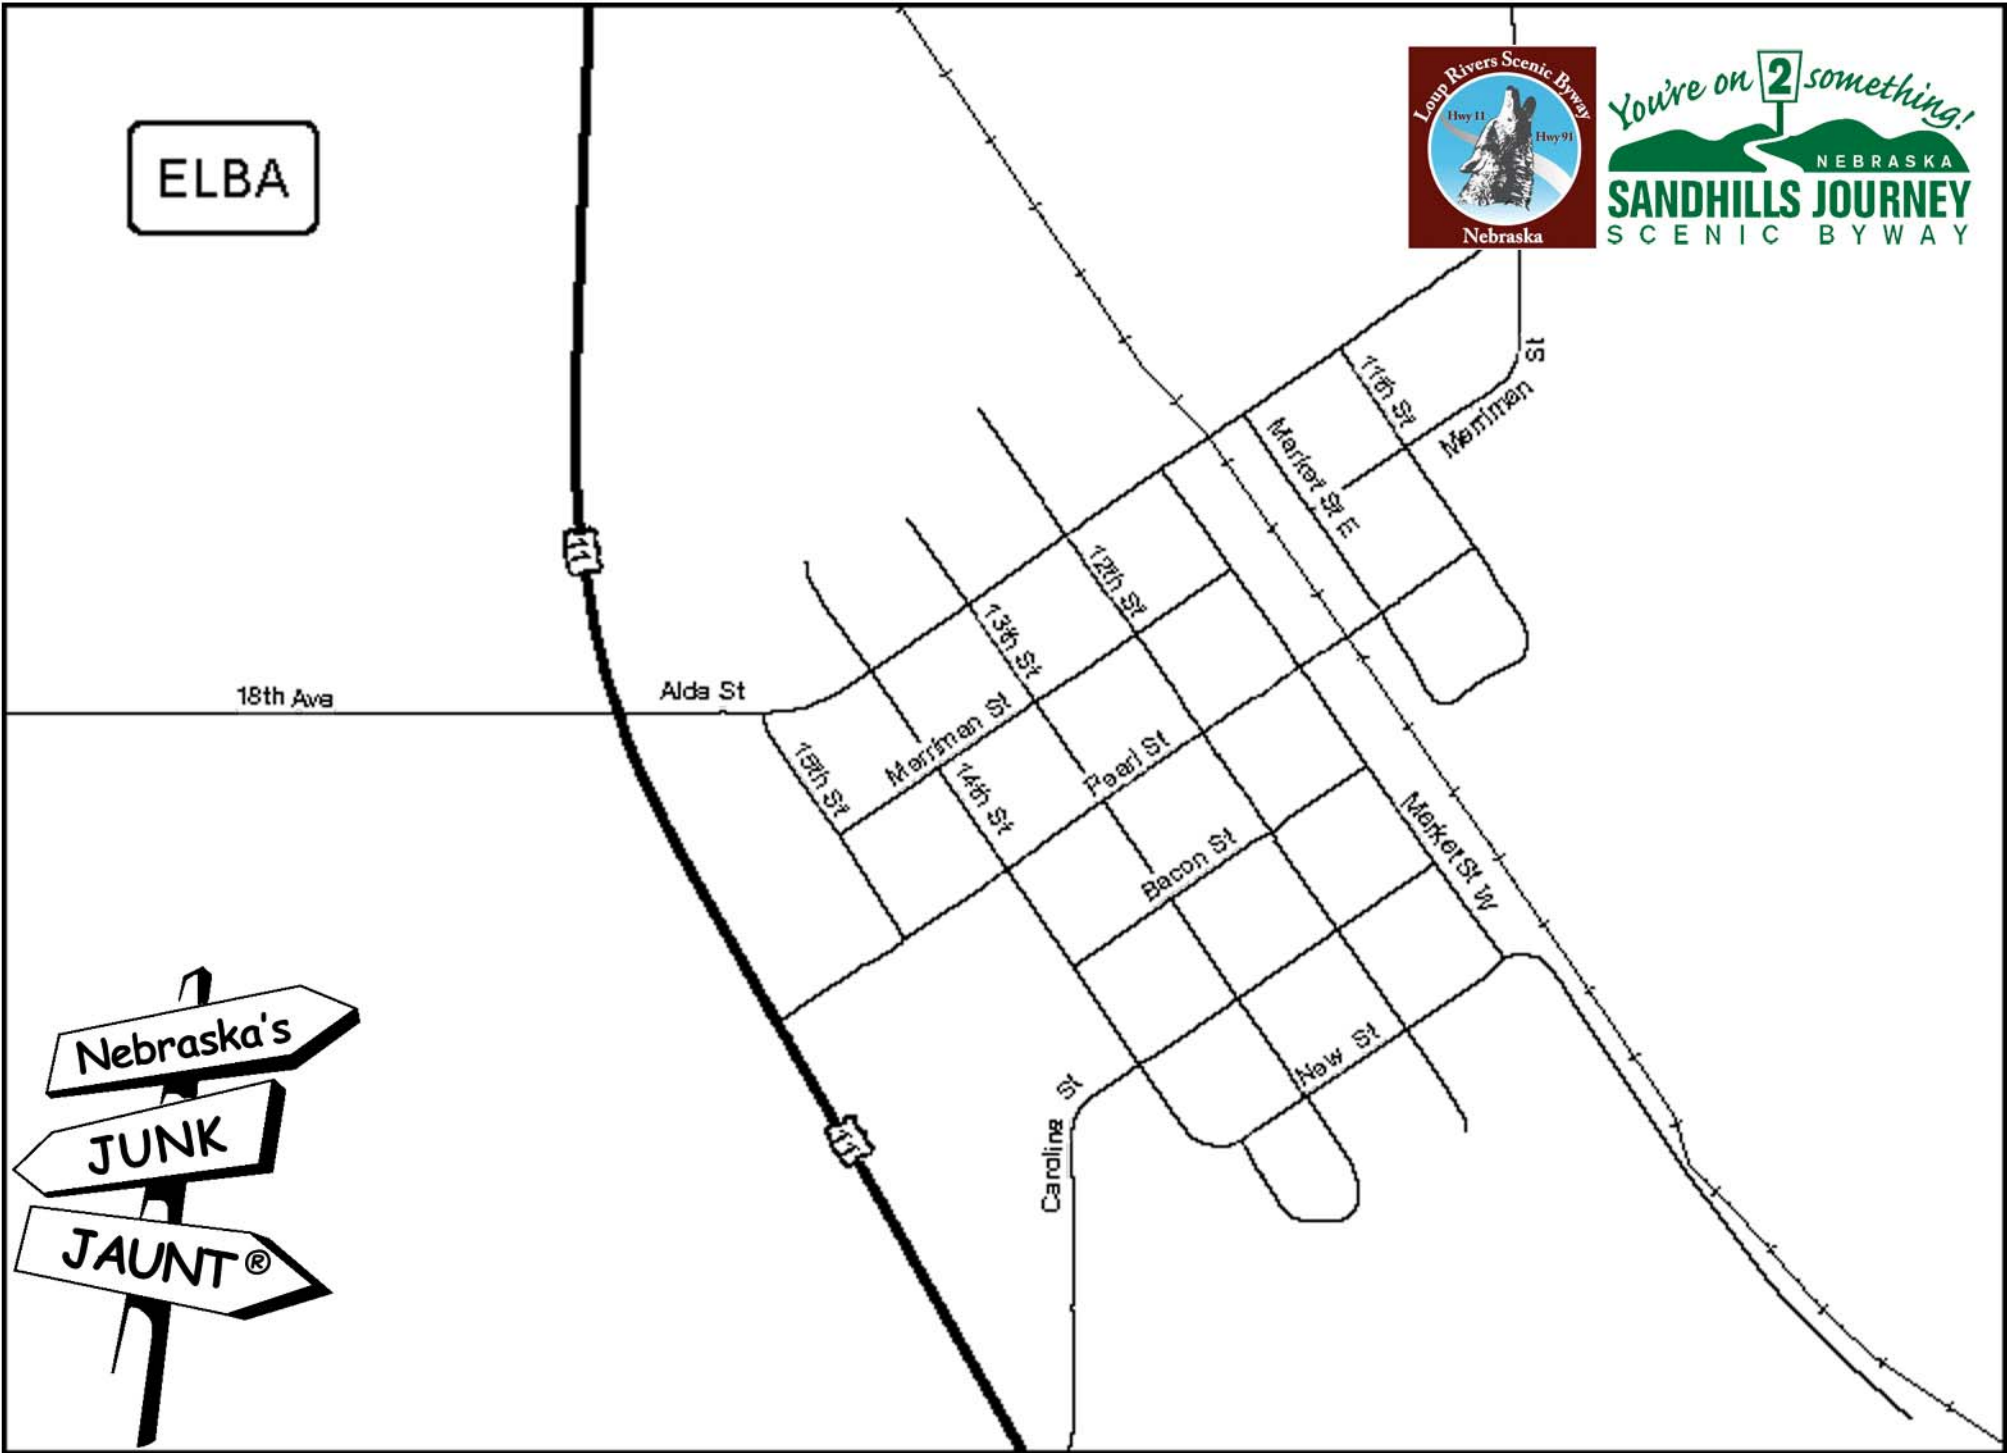 ELBA
Loup Rivers Scenic Byway
Hwy 11
Hwy 91
Nebraska
You're on 2 something!
NEBRASKA
SANDHILLS JOURNEY
SCENIC BYWAY
11
18th Ave
Alda St
11th St
Merriman St
Market St E
12th St
13th St
Merriman St
15th St
14th St
Pearl St
Bacon St
Market St W
New St
Caroline St
11
Nebraska's
JUNK
JAUNT®